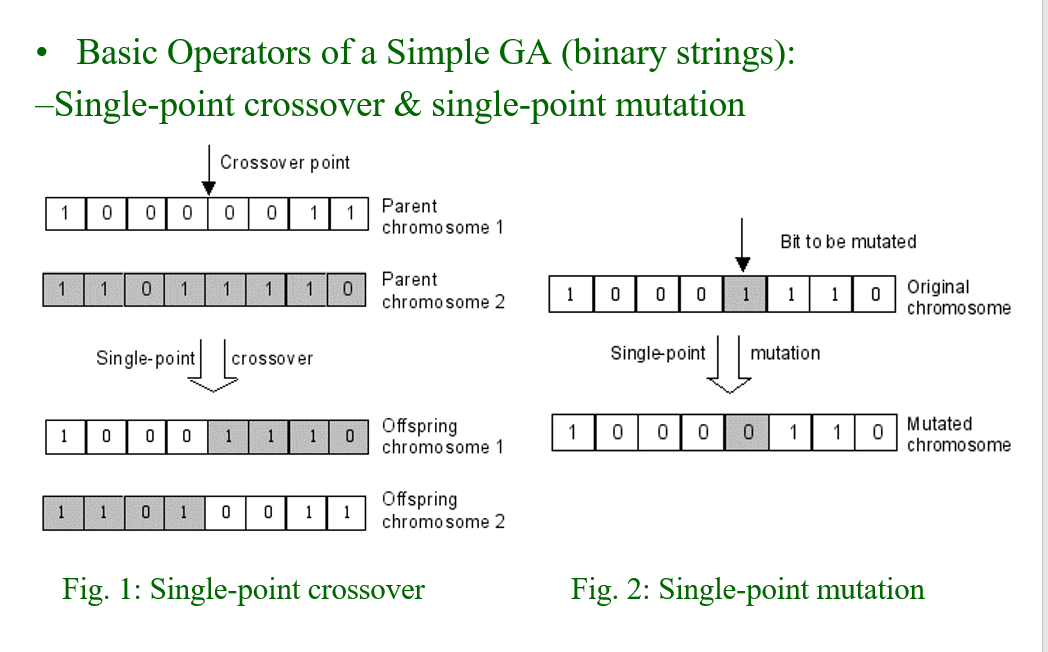 • Basic Operators of a Simple GA (binary strings):
–Single-point crossover & single-point mutation
Crossover point
1 0 0 0 0 0 1 1
Parent
chromosome 1
1 1 0 1 1 1 1 0
Parent
chromosome 2
Single-point crossover
1 0 0 0 1 1 1 0
Offspring
chromosome 1
1 1 0 1 0 0 1 1
Offspring
chromosome 2
Fig. 1: Single-point crossover
Bit to be mutated
1 0 0 0 1 1 1 0
Original
chromosome
Single-point mutation
1 0 0 0 0 1 1 0
Mutated
chromosome
Fig. 2: Single-point mutation